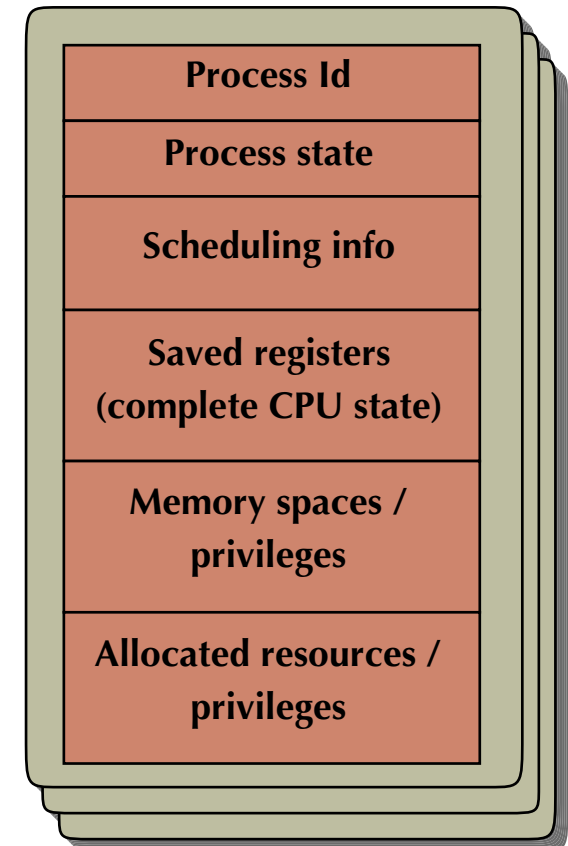 Process Id
Process state
Scheduling info
Saved registers
(complete CPU state)
Memory spaces /
privileges
Allocated resources /
privileges